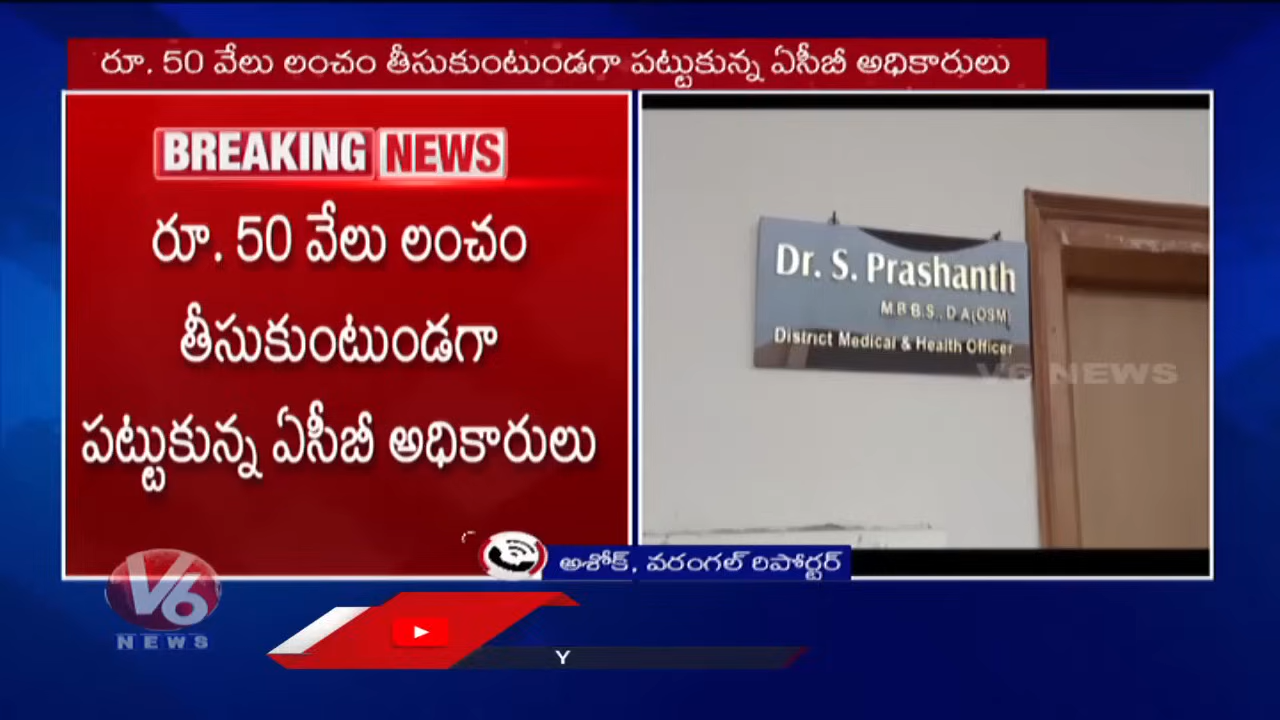 రూ. 50 వేలు లంచం తీసుకుంటుండగా పట్టుకున్న ఏసీబీ అధికారులు
BREAKING NEWS
రూ. 50 వేలు లంచం
తీసుకుంటుండగా
పట్టుకున్న ఏసీబీ అధికారులు
Dr. S. Prashanth
M.B.B.S., D.A(OSM)
District Medical & Health Officer
V6 NEWS
అశోక్, వరంగల్ రిపోర్టర్
V6
NEWS
Y